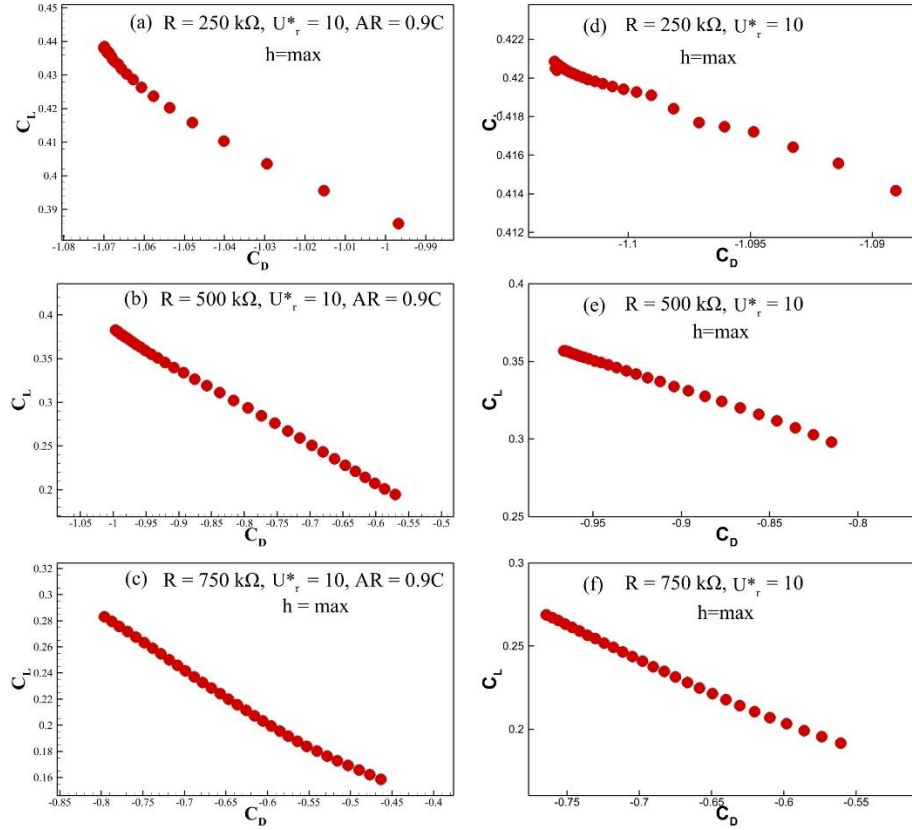 (a) R = 250 kΩ, U*r = 10, AR = 0.9C
h=max
0.45
0.44
0.43
0.42
0.41
0.4
0.39
CL
-1.08 -1.07 -1.06 -1.05 -1.04 -1.03 -1.02 -1.01 -1 -0.99
CD
(d) R = 250 kΩ, U*r = 10
h=max
0.422
0.42
0.418
0.416
0.414
0.412
-1.1 -1.095 -1.09
CD
(b) R = 500 kΩ, U*r = 10, AR = 0.9C
0.4
0.35
0.3
0.25
0.2
CL
-1.05 -1 -0.95 -0.9 -0.85 -0.8 -0.75 -0.7 -0.65 -0.6 -0.55 -0.5
CD
(e) R = 500 kΩ, U*r = 10
h=max
0.4
0.35
0.3
0.25
CL
-0.95 -0.9 -0.85 -0.8
CD
(c) R = 750 kΩ, U*r = 10, AR = 0.9C
h = max
0.32
0.3
0.28
0.26
0.24
0.22
0.2
0.18
0.16
CL
-0.85 -0.8 -0.75 -0.7 -0.65 -0.6 -0.55 -0.5 -0.45 -0.4
CD
(f) R = 750 kΩ, U*r = 10
h=max
0.3
0.25
0.2
CL
-0.75 -0.7 -0.65 -0.6 -0.55
CD